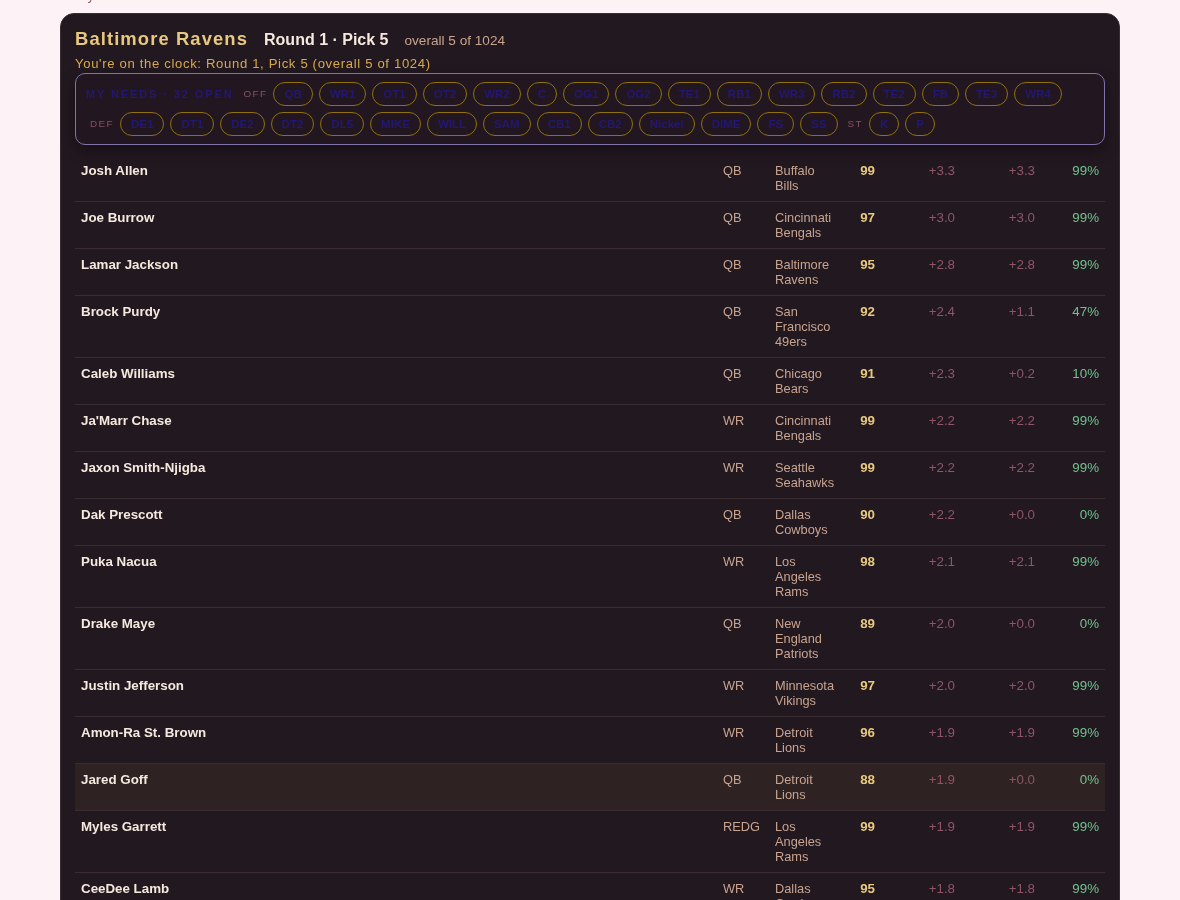 Baltimore Ravens Round 1 · Pick 5 overall 5 of 1024
You're on the clock: Round 1, Pick 5 (overall 5 of 1024)
MY NEEDS · 32 OPEN OFF QB WR1 OT1 OT2 WR2 C OG1 OG2 TE1 RB1 WR3 RB2 TE2 FB TE3 WR4
DEF DE1 DT1 DE2 DT2 DL5 MIKE WILL SAM CB1 CB2 Nickel DIME FS SS ST K P
Josh Allen QB Buffalo 99 +3.3 +3.3 99%
Bills
Joe Burrow QB Cincinnati 97 +3.0 +3.0 99%
Bengals
Lamar Jackson QB Baltimore 95 +2.8 +2.8 99%
Ravens
Brock Purdy QB San 92 +2.4 +1.1 47%
Francisco
49ers
Caleb Williams QB Chicago 91 +2.3 +0.2 10%
Bears
Ja'Marr Chase WR Cincinnati 99 +2.2 +2.2 99%
Bengals
Jaxon Smith-Njigba WR Seattle 99 +2.2 +2.2 99%
Seahawks
Dak Prescott QB Dallas 90 +2.2 +0.0 0%
Cowboys
Puka Nacua WR Los 98 +2.1 +2.1 99%
Angeles
Rams
Drake Maye QB New 89 +2.0 +0.0 0%
England
Patriots
Justin Jefferson WR Minnesota 97 +2.0 +2.0 99%
Vikings
Amon-Ra St. Brown WR Detroit 96 +1.9 +1.9 99%
Lions
Jared Goff QB Detroit 88 +1.9 +0.0 0%
Lions
Myles Garrett REDG Los 99 +1.9 +1.9 99%
Angeles
Rams
CeeDee Lamb WR Dallas 95 +1.8 +1.8 99%